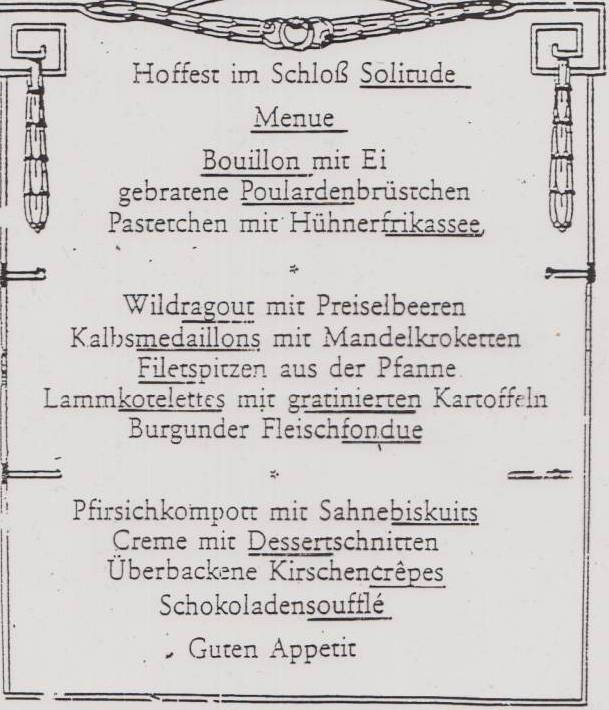 Hoffest im Schloß Solitude
Menue
Bouillon mit Ei
gebratene Poulardenbrüstchen
Pastetchen mit Hühnerfrikassee
*
Wildragout mit Preiselbeeren
Kalbsmedaillons mit Mandelkroketten
Filetspitzen aus der Pfanne
Lammkotelettes mit gratinierten Kartoffeln
Burgunder Fleischfondue
*
Pfirsichkompott mit Sahnebiskuits
Creme mit Dessertschnitten
Überbackene Kirschencrêpes
Schokoladensoufflé
Guten Appetit